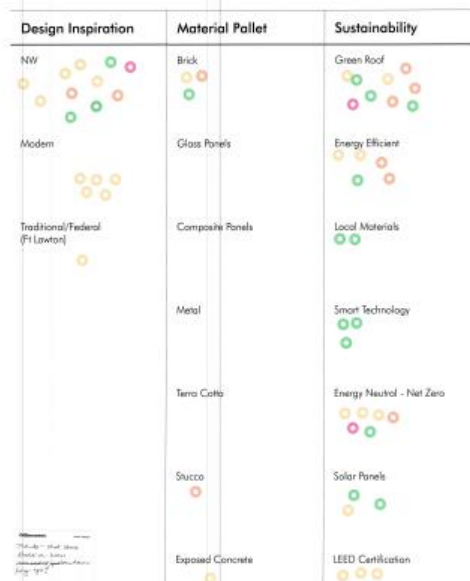 Design Inspiration
Material Pallet
Sustainability
NW
Brick
Green Roof
Modern
Glass Panels
Energy Efficient
Traditional/Federal
(Ft Lawton)
Composite Panels
Local Materials
Metal
Smart Technology
Terra Cotta
Energy Neutral - Net Zero
Stucco
Solar Panels
Exposed Concrete
LEED Certification